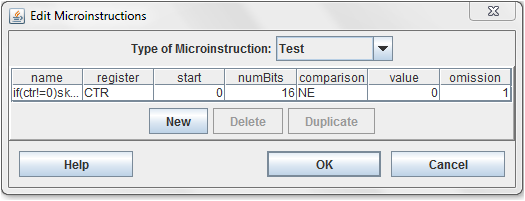 Edit Microinstructions
Type of Microinstruction: Test
name register start numBits comparison value omission
if(ctr!=0)sk... CTR 0 16 NE 0 1
New Delete Duplicate
Help OK Cancel